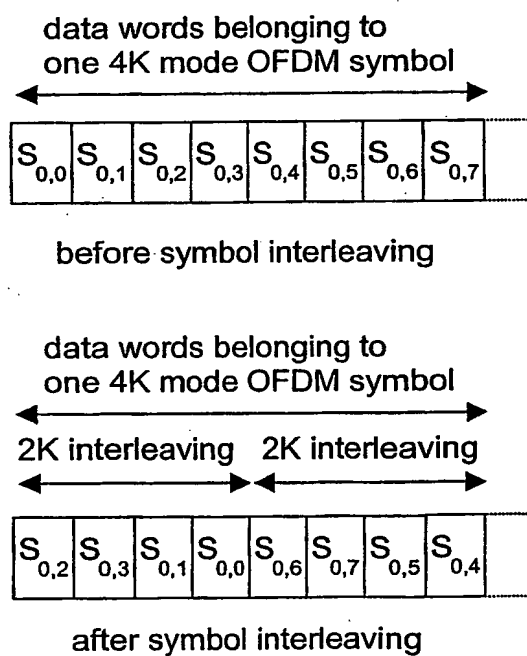 data words belonging to
one 4K mode OFDM symbol
S0,0 S0,1 S0,2 S0,3 S0,4 S0,5 S0,6 S0,7
before symbol interleaving
data words belonging to
one 4K mode OFDM symbol
2K interleaving 2K interleaving
S0,2 S0,3 S0,1 S0,0 S0,6 S0,7 S0,5 S0,4
after symbol interleaving